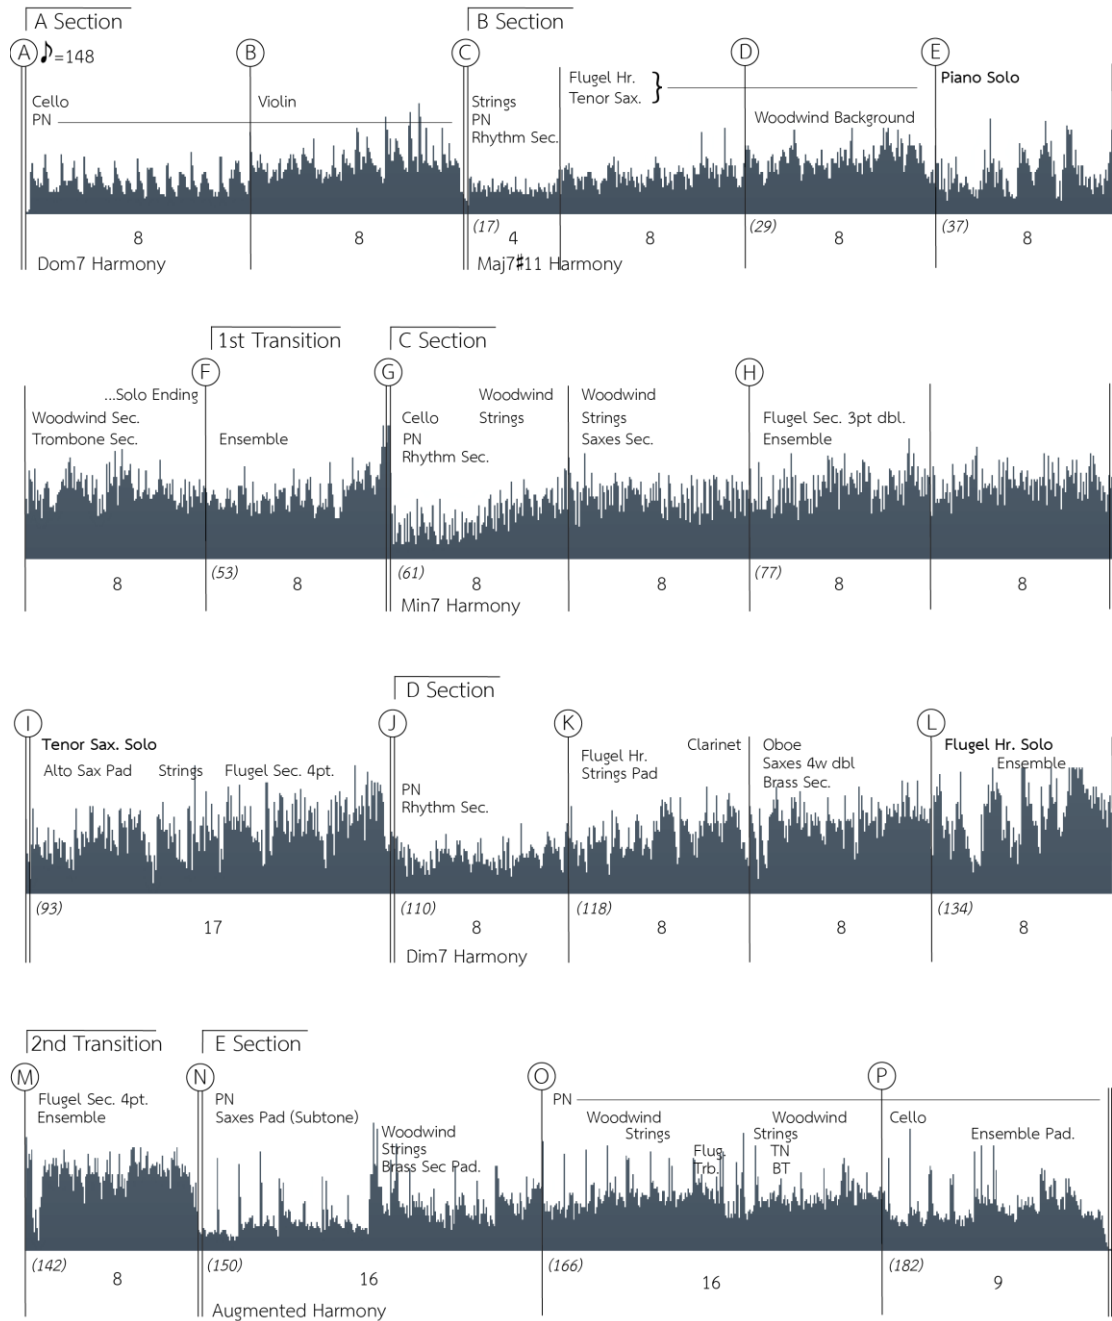 A Section
B Section
A
♪=148
B
C
D
E
Cello
PN
Violin
Strings
PN
Rhythm Sec.
Flugel Hr.
Tenor Sax. }
Woodwind Background
Piano Solo
(17)
(29)
(37)
8
8
4
8
8
8
Dom7 Harmony
Maj7#11 Harmony
1st Transition
C Section
F
G
H
...Solo Ending
Woodwind Sec.
Trombone Sec.
Ensemble
Cello
PN
Rhythm Sec.
Woodwind
Strings
Woodwind
Strings
Saxes Sec.
Flugel Sec. 3pt dbl.
Ensemble
(53)
(61)
(77)
8
8
8
8
8
8
Min7 Harmony
D Section
I
J
K
L
Tenor Sax. Solo
Alto Sax Pad
Strings
Flugel Sec. 4pt.
PN
Rhythm Sec.
Flugel Hr.
Strings Pad
Clarinet
Oboe
Saxes 4w dbl
Brass Sec.
Flugel Hr. Solo
Ensemble
(93)
(110)
(118)
(134)
17
8
8
8
8
Dim7 Harmony
2nd Transition
E Section
M
N
O
P
Flugel Sec. 4pt.
Ensemble
PN
Saxes Pad (Subtone)
Woodwind
Strings
Brass Sec Pad.
PN
Woodwind
Strings
Flug.
Trb.
Woodwind
Strings
TN
BT
Cello
Ensemble Pad.
(142)
(150)
(166)
(182)
8
16
16
9
Augmented Harmony